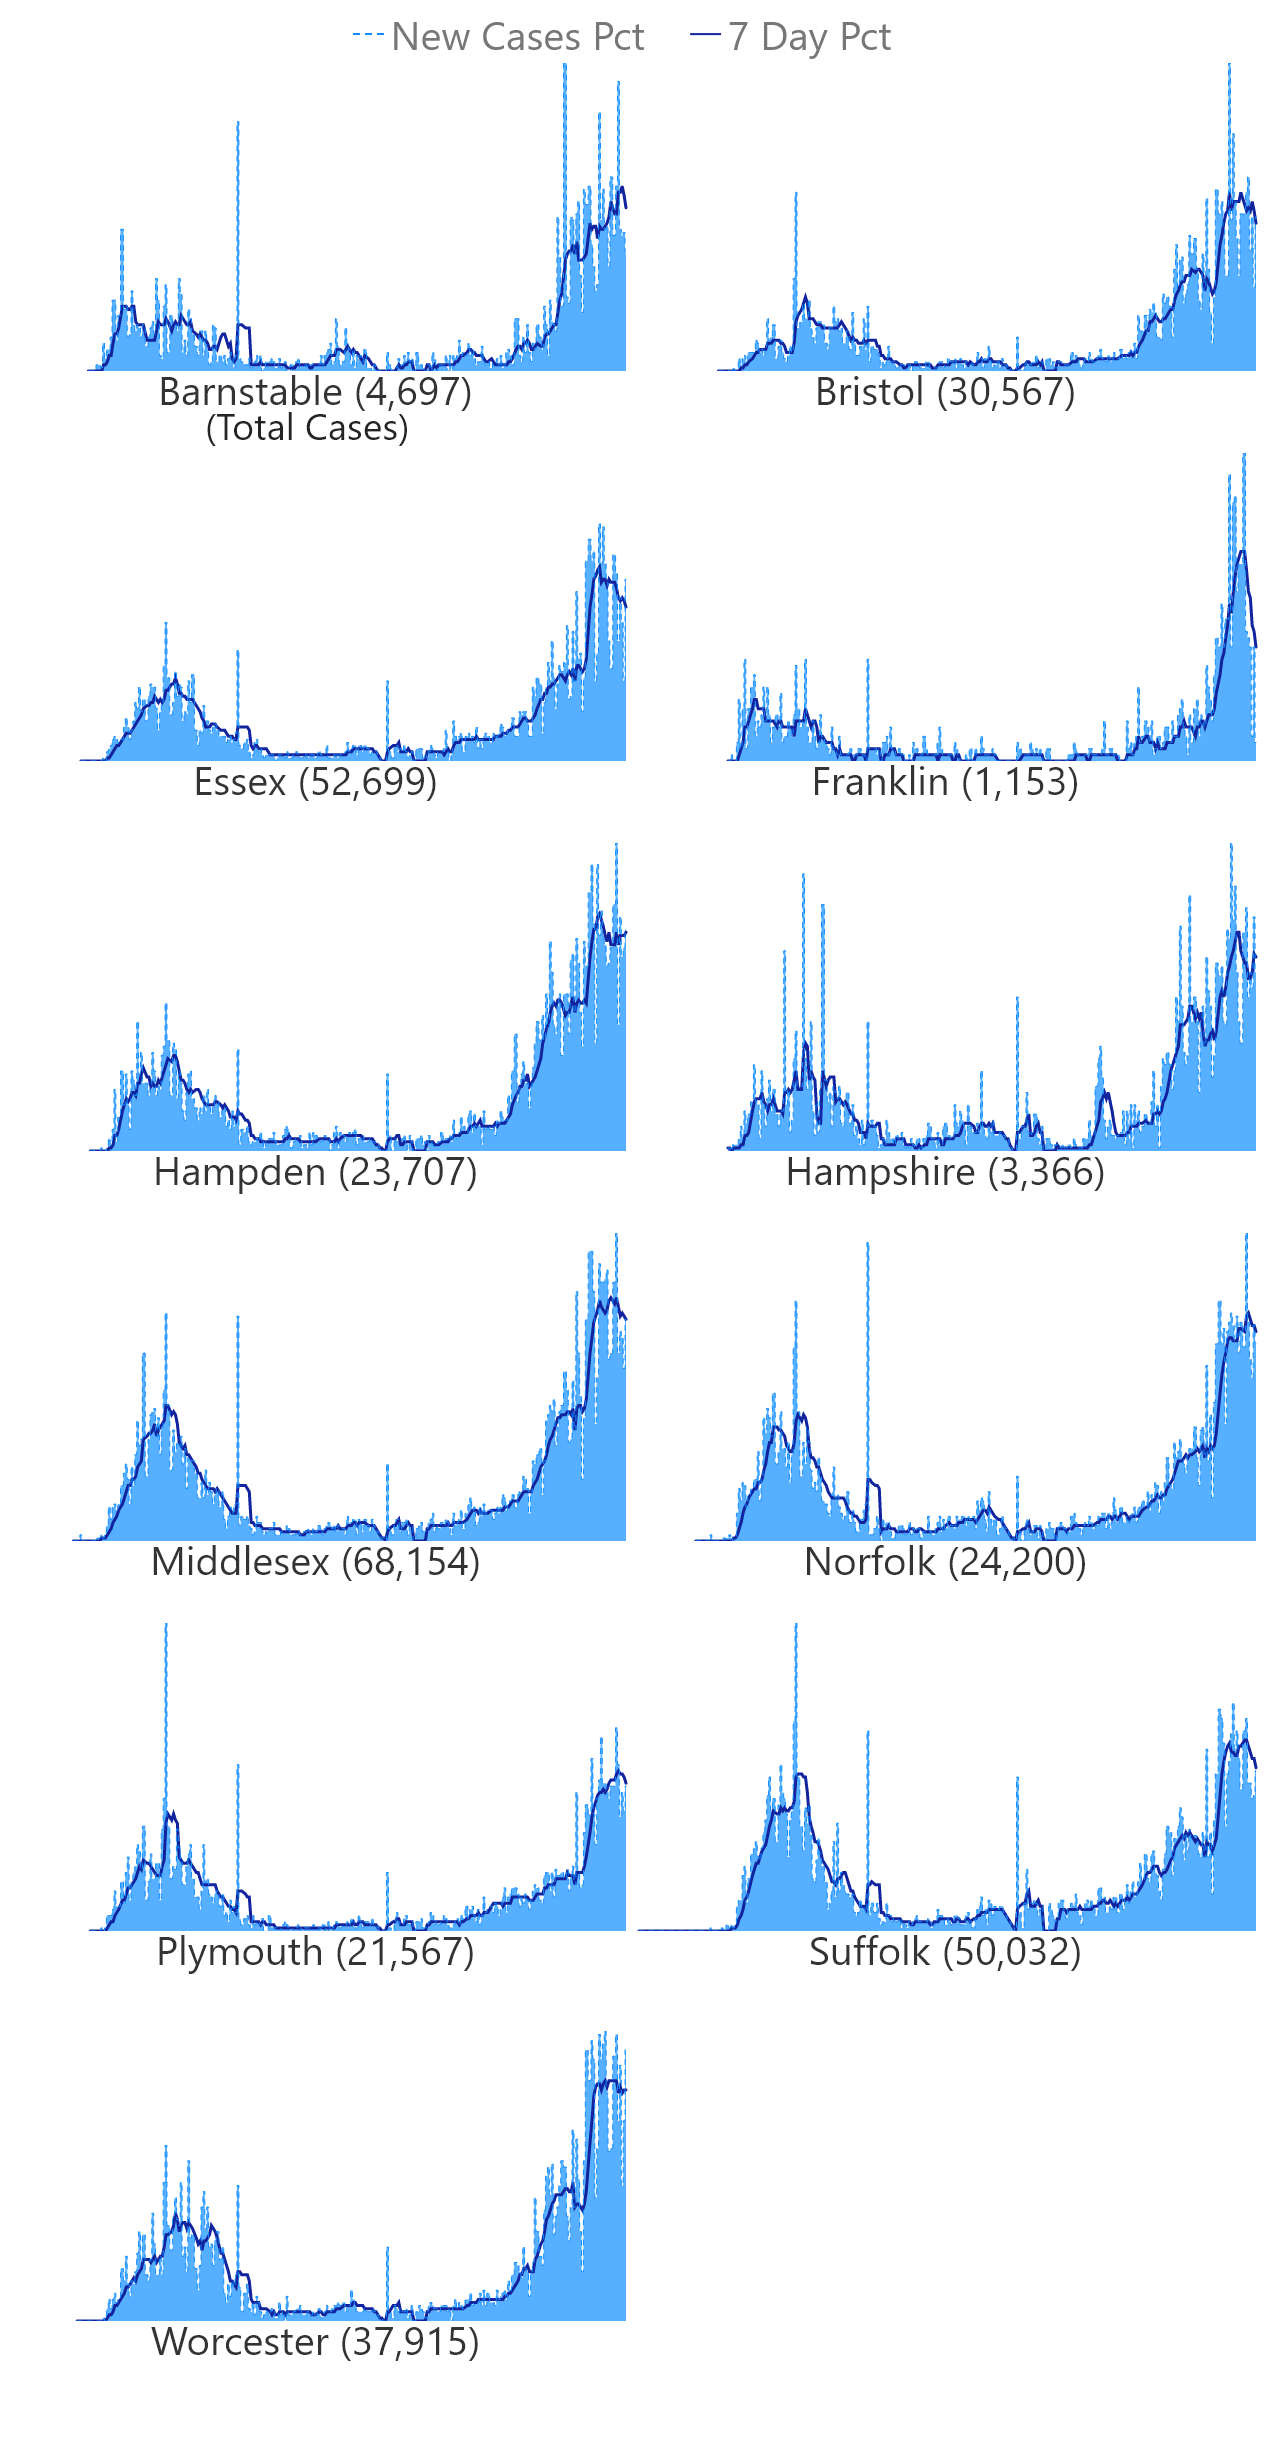 New Cases Pct 7 Day Pct
Barnstable (4,697)
(Total Cases)
Bristol (30,567)
Essex (52,699)
Franklin (1,153)
Hampden (23,707)
Hampshire (3,366)
Middlesex (68,154)
Norfolk (24,200)
Plymouth (21,567)
Suffolk (50,032)
Worcester (37,915)